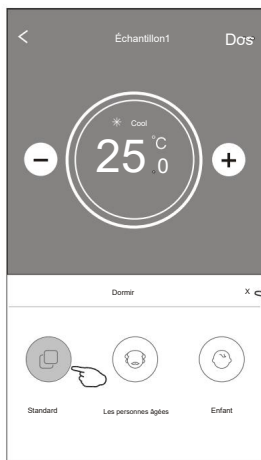 Échantillon1 Dos
Cool
25.0 °C
Dormir X
Standard Les personnes âgées Enfant